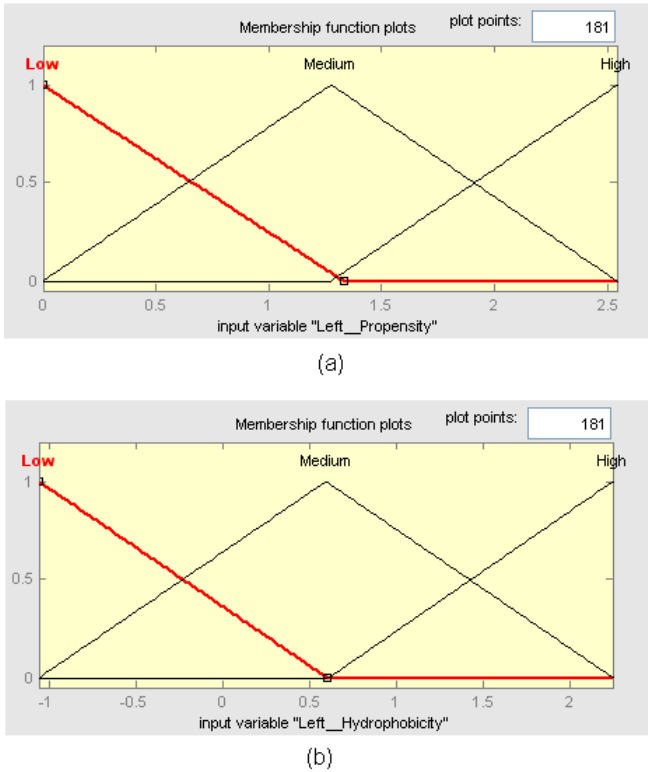 Membership function plots plot points: 181
Low Medium High
1
0.5
0
0 0.5 1 1.5 2 2.5
input variable "Left__Propensity"
(a)
Membership function plots plot points: 181
Low Medium High
1
0.5
0
-1 -0.5 0 0.5 1 1.5 2
input variable "Left__Hydrophobicity"
(b)